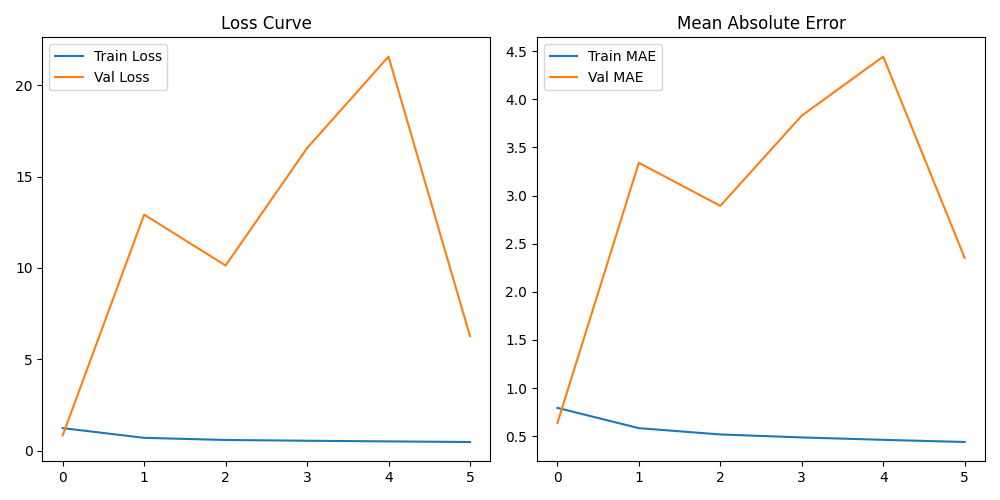 Loss Curve
Train Loss
Val Loss
20
15
10
5
0
0 1 2 3 4 5
Mean Absolute Error
Train MAE
Val MAE
4.5
4.0
3.5
3.0
2.5
2.0
1.5
1.0
0.5
0 1 2 3 4 5